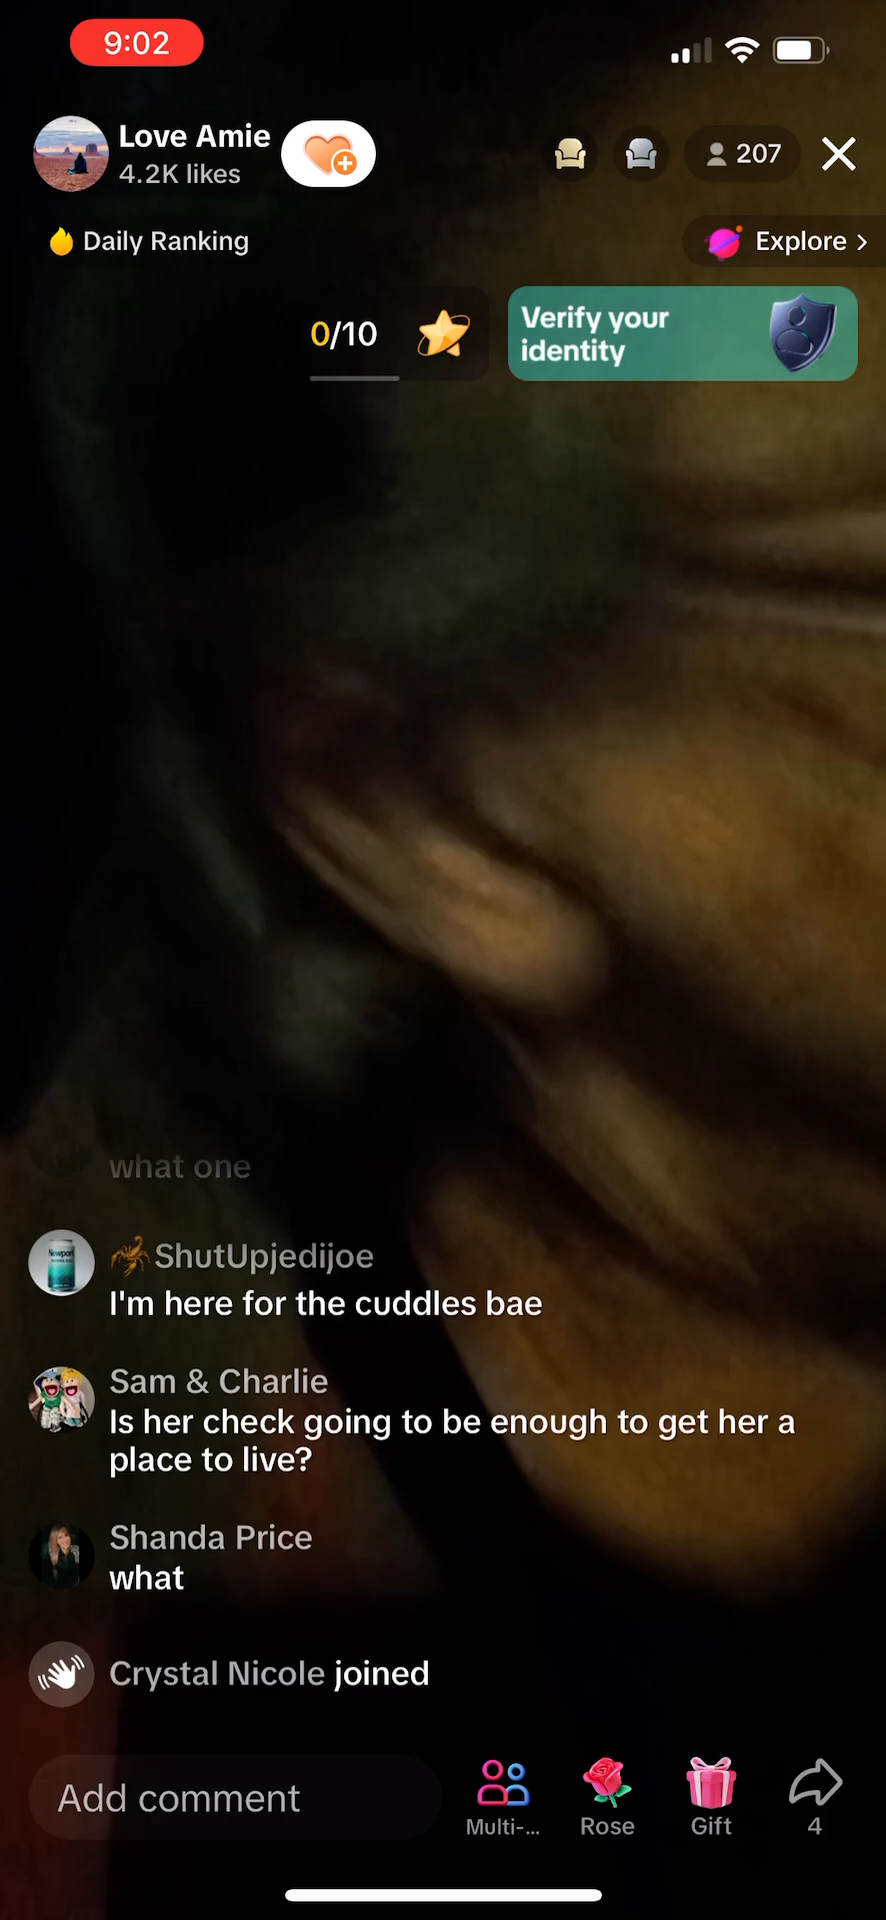 9:02
Love Amie
4.2K likes
207
Daily Ranking
Explore >
0/10
Verify your
identity
what one
ShutUpjedijoe
I'm here for the cuddles bae
Sam & Charlie
Is her check going to be enough to get her a
place to live?
Shanda Price
what
Crystal Nicole joined
Add comment
Multi-...
Rose
Gift
4
Newport